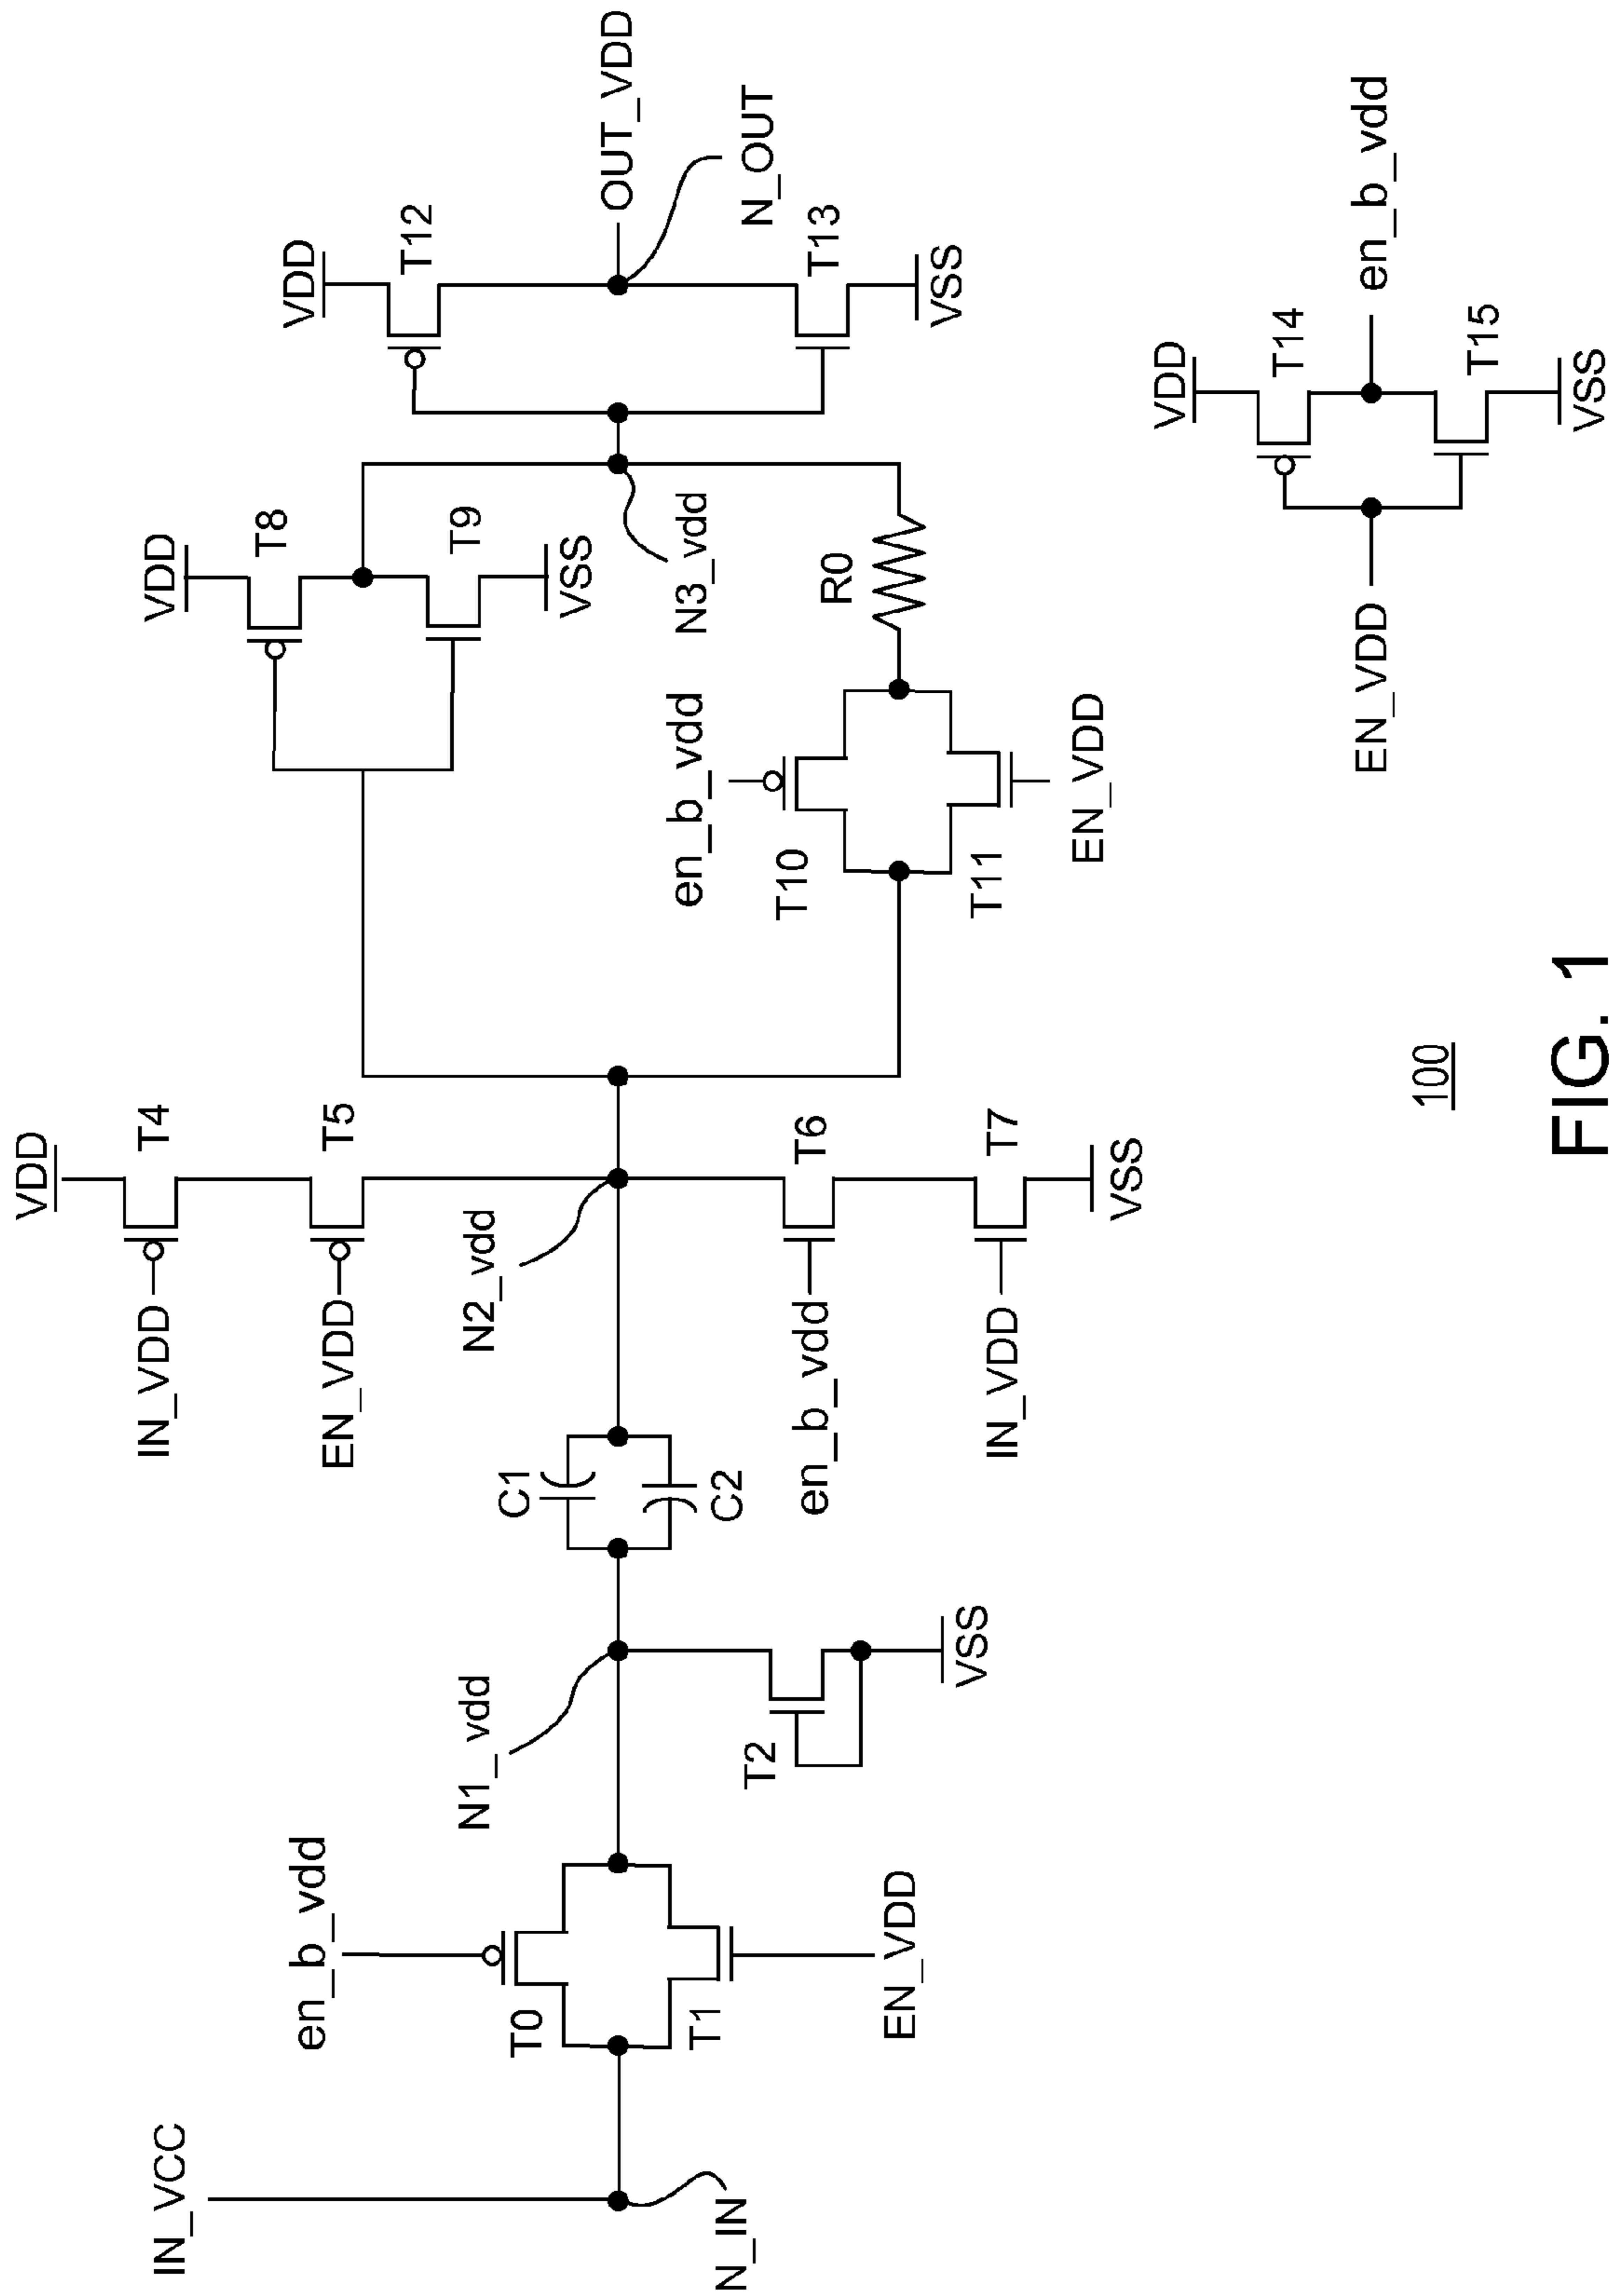 IN_VCC
N_IN
en_b_vdd
T0
T1
EN_VDD
N1_vdd
T2
VSS
C1
C2
VDD
IN_VDD
T4
EN_VDD
T5
N2_vdd
en_b_vdd
T6
IN_VDD
T7
VSS
VDD
T8
T9
VSS
en_b_vdd
T10
T11
EN_VDD
R0
N3_vdd
VDD
T12
OUT_VDD
N_OUT
T13
VSS
VDD
T14
EN_VDD
en_b_vdd
T15
VSS
100
FIG. 1